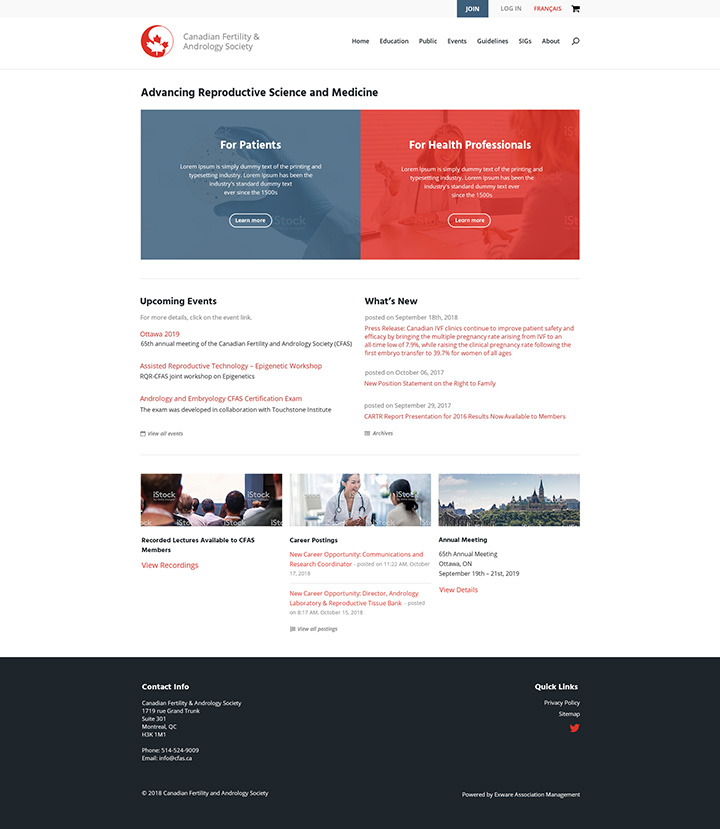 JOIN LOG IN FRANÇAIS
Canadian Fertility &
Andrology Society
Home Education Public Events Guidelines SIGs About
Advancing Reproductive Science and Medicine
For Patients
Lorem Ipsum is simply dummy text of the printing and
typesetting industry. Lorem Ipsum has been the
industry's standard dummy text
ever since the 1500s
Learn more
iStock
For Health Professionals
Lorem Ipsum is simply dummy text of the printing and
typesetting industry. Lorem Ipsum has been the
industry's standard dummy text ever
since the 1500s
Learn more
Upcoming Events
For more details, click on the event link.
Ottawa 2019
65th annual meeting of the Canadian Fertility and Andrology Society (CFAS)
Assisted Reproductive Technology – Epigenetic Workshop
RQR-CFAS joint workshop on Epigenetics
Andrology and Embryology CFAS Certification Exam
The exam was developed in collaboration with Touchstone Institute
View all events
What's New
posted on September 18th, 2018
Press Release: Canadian IVF clinics continue to improve patient safety and
efficacy by bringing the multiple pregnancy rate arising from IVF to an
all-time low of 7.9%, while raising the clinical pregnancy rate following the
first embryo transfer to 39.7% for women of all ages
posted on October 06, 2017
New Position Statement on the Right to Family
posted on September 29, 2017
CARTR Report Presentation for 2016 Results Now Available to Members
Archives
iStock
iStock
iStock
Recorded Lectures Available to CFAS
Members
View Recordings
Career Postings
New Career Opportunity: Communications and
Research Coordinator - posted on 11:22 AM, October
17, 2018
New Career Opportunity: Director, Andrology
Laboratory & Reproductive Tissue Bank - posted
on 8:17 AM, October 15, 2018
View all postings
Annual Meeting
65th Annual Meeting
Ottawa, ON
September 19th – 21st, 2019
View Details
Contact Info
Canadian Fertility & Andrology Society
1719 rue Grand Trunk
Suite 301
Montreal, QC
H3K 1M1
Phone: 514-524-9009
Email: info@cfas.ca
Quick Links
Privacy Policy
Sitemap
© 2018 Canadian Fertility and Andrology Society
Powered by Exware Association Management